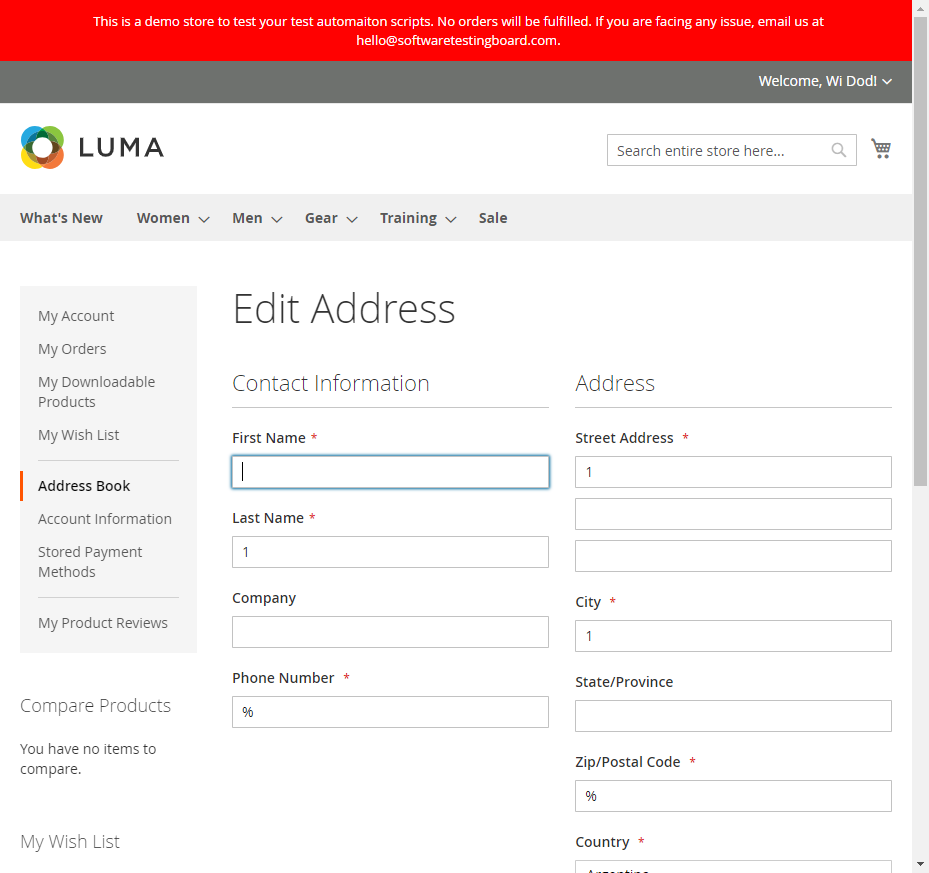 This is a demo store to test your test automaiton scripts. No orders will be fulfilled. If you are facing any issue, email us at
hello@softwaretestingboard.com.
Welcome, Wi Dod!
LUMA
Search entire store here...
What's New
Women
Men
Gear
Training
Sale
My Account
My Orders
My Downloadable
Products
My Wish List
Address Book
Account Information
Stored Payment
Methods
My Product Reviews
Compare Products
You have no items to
compare.
My Wish List
Edit Address
Contact Information
First Name *
Last Name *
1
Company
Phone Number *
%
Address
Street Address *
1
City *
1
State/Province
Zip/Postal Code *
%
Country *
Argentina